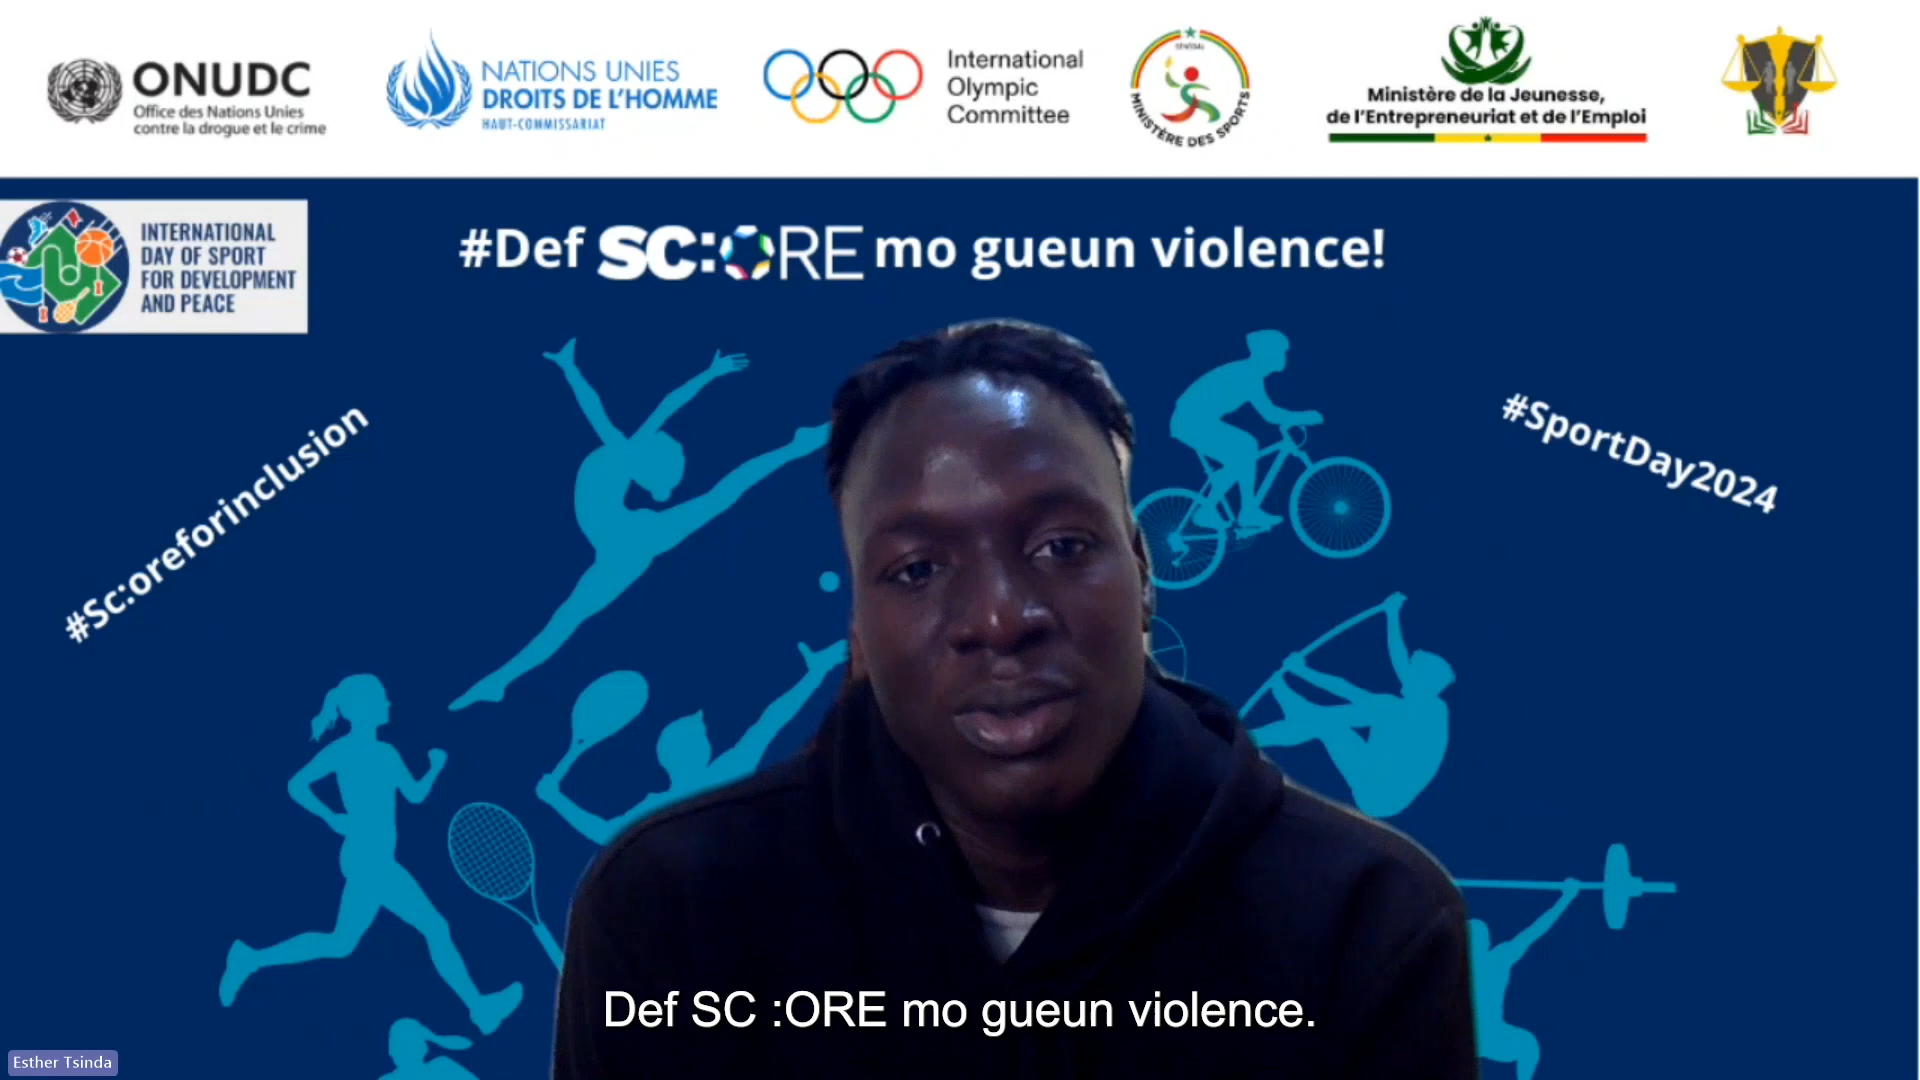 ONUDC
Office des Nations Unies
contre la drogue et le crime
NATIONS UNIES
DROITS DE L'HOMME
HAUT-COMMISSARIAT
International
Olympic
Committee
SENEGAL
MINISTÈRE DES SPORTS
Ministère de la Jeunesse,
de l'Entrepreneuriat et de l'Emploi
INTERNATIONAL
DAY OF SPORT
FOR DEVELOPMENT
AND PEACE
#Def SC:ORE mo gueun violence!
#Sc:oreforinclusion
#SportDay2024
Def SC :ORE mo gueun violence.
Esther Tsinda